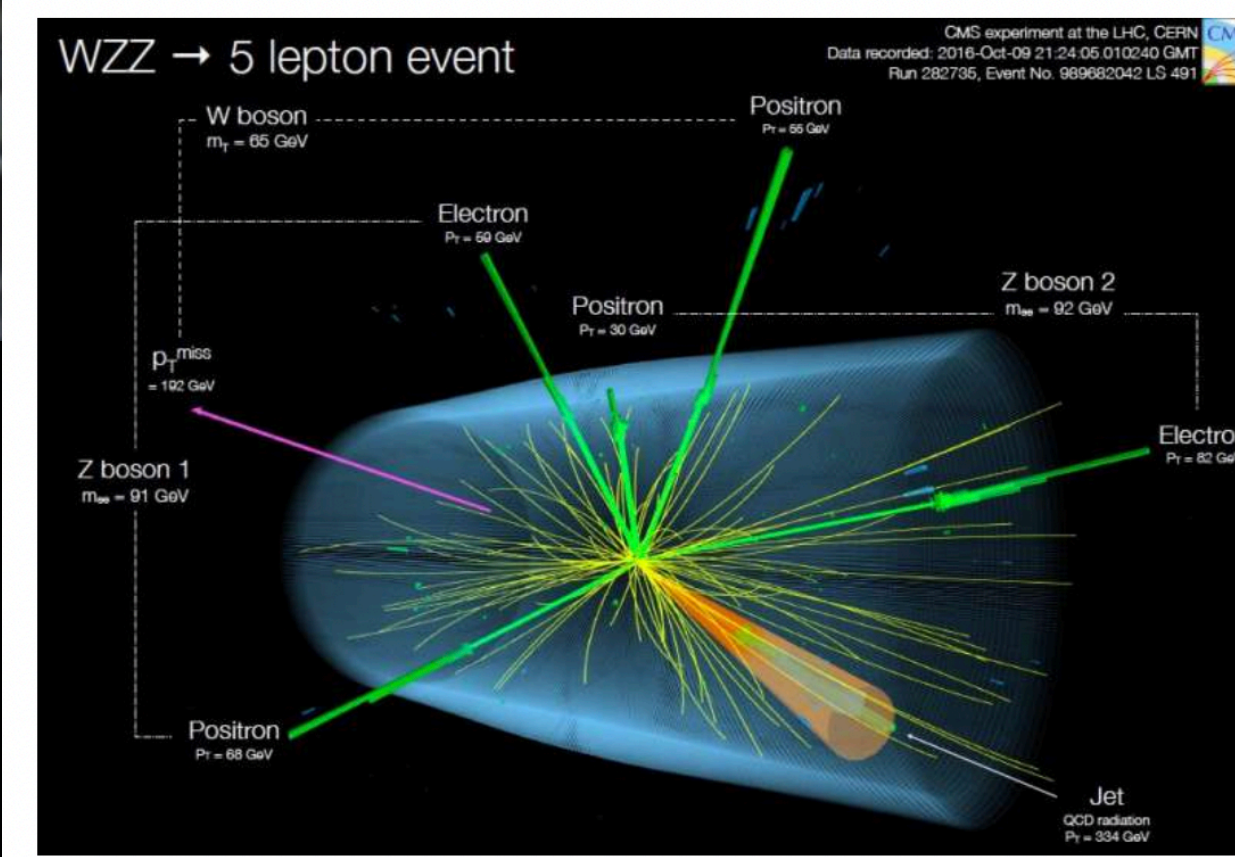 WZZ → 5 lepton event
CMS experiment at the LHC, CERN
Data recorded: 2016-Oct-09 21:24:05.010240 GMT
Run 282735, Event No. 989682042 LS 491
CM
W boson
mT = 65 GeV
Positron
PT = 55 GeV
Electron
PT = 59 GeV
Positron
PT = 30 GeV
Z boson 2
mee = 92 GeV
pTmiss
= 192 GeV
Electro
PT = 82 Ge
Z boson 1
mee = 91 GeV
Positron
PT = 68 GeV
Jet
QCD radiation
PT = 334 GeV